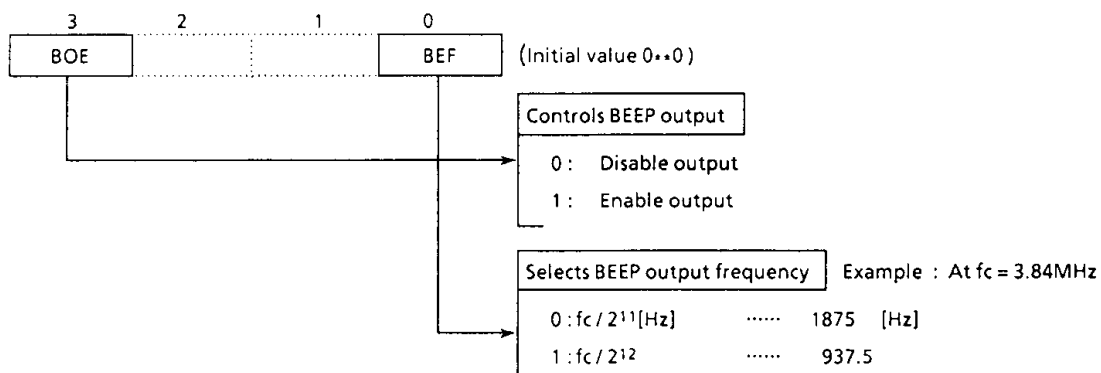 3 2 1 0
BOE BEF (Initial value 0**0)
Controls BEEP output
0 : Disable output
1 : Enable output
Selects BEEP output frequency Example : At fc = 3.84MHz
0 : fc / 2¹¹[Hz] ...... 1875 [Hz]
1 : fc / 2¹² ...... 937.5